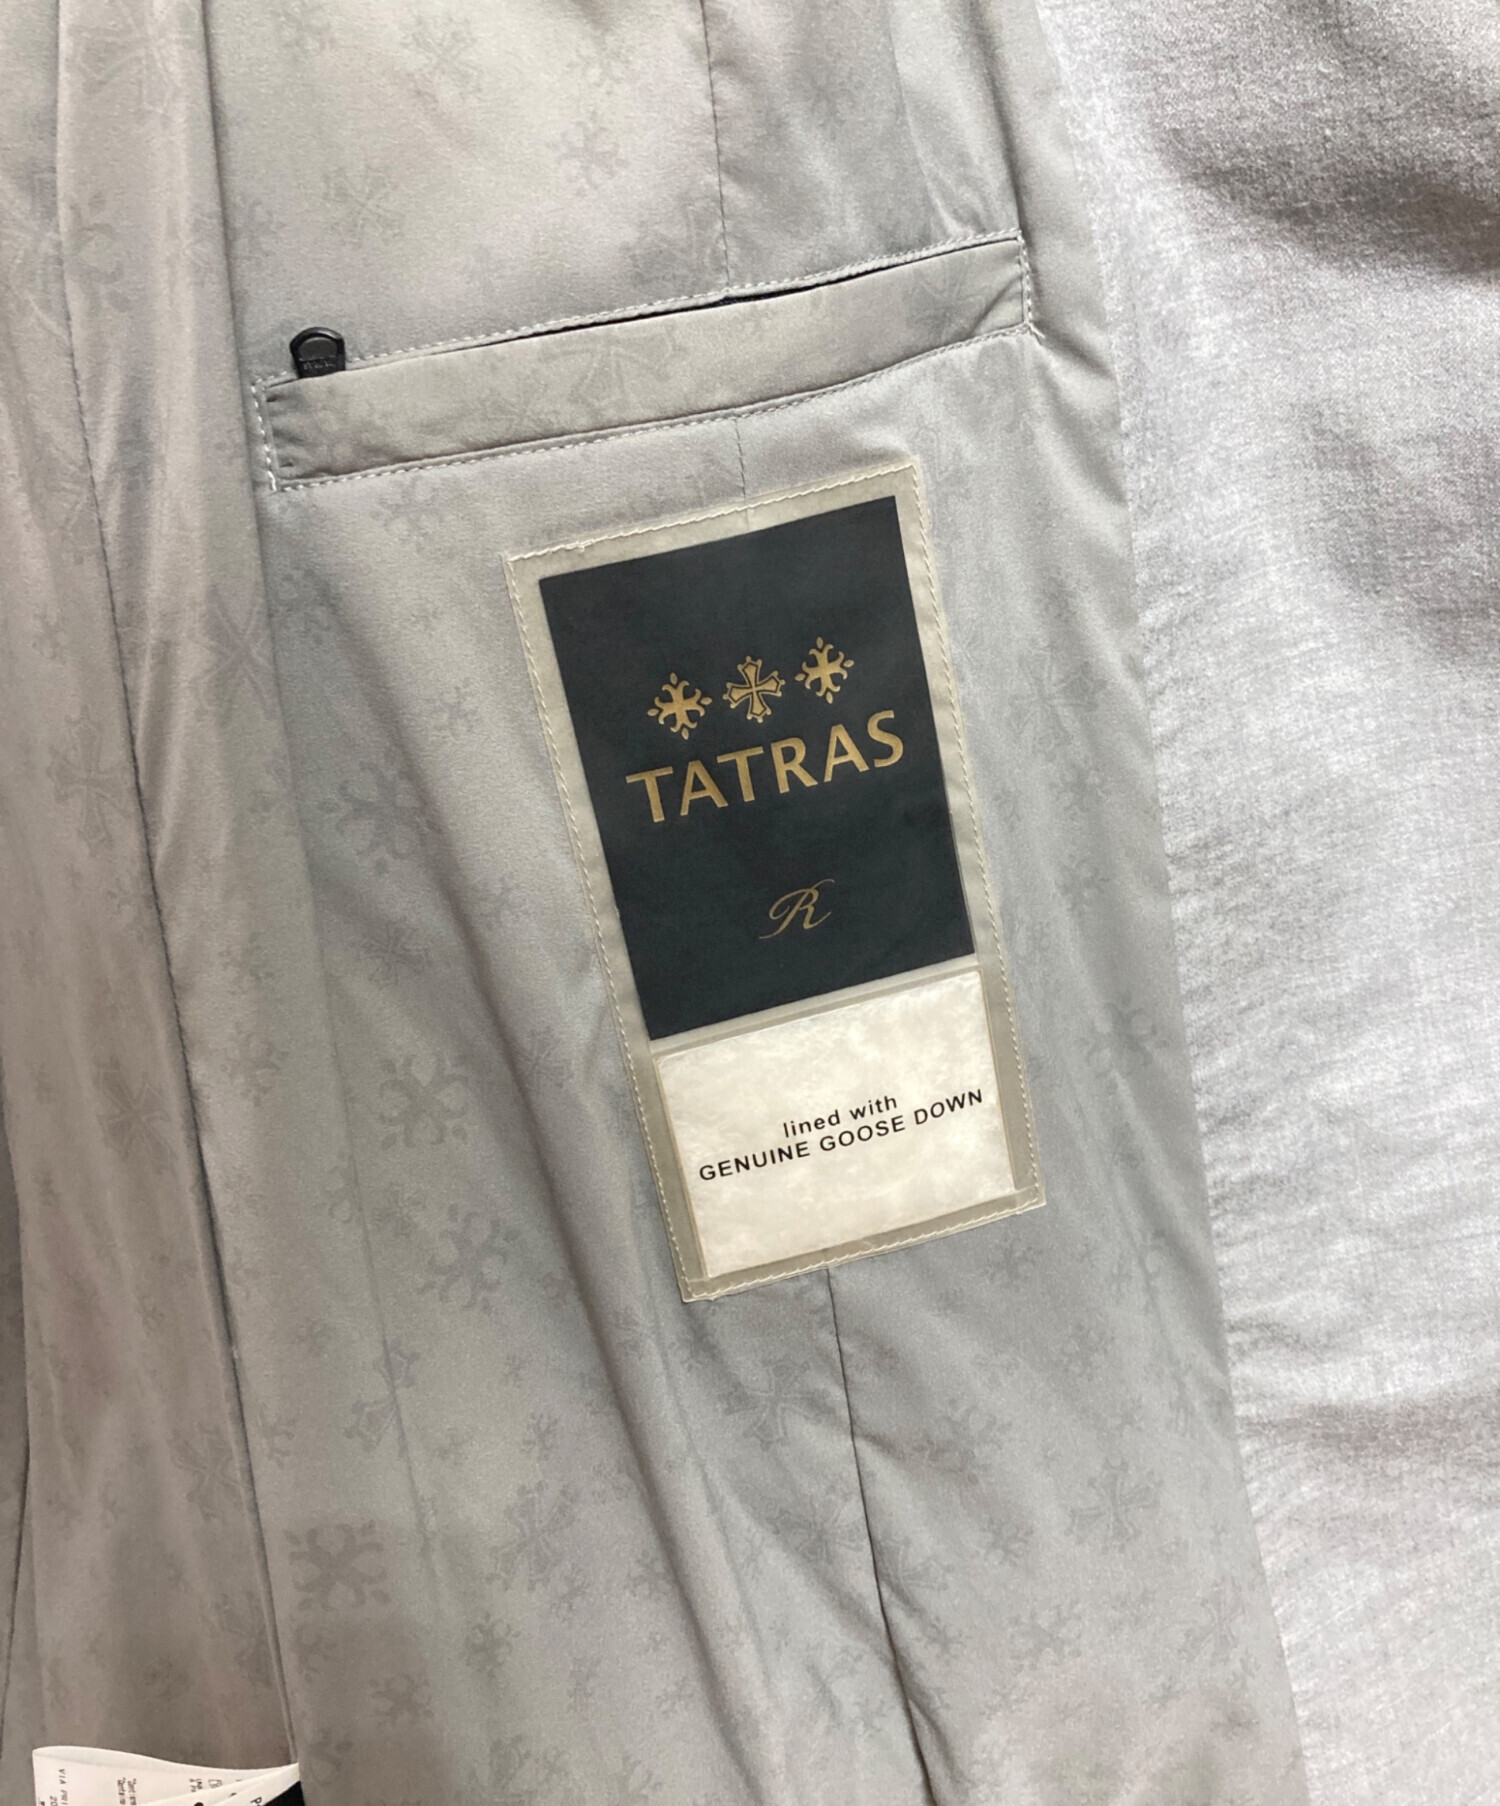 TATRAS
R
lined with
GENUINE GOOSE DOWN